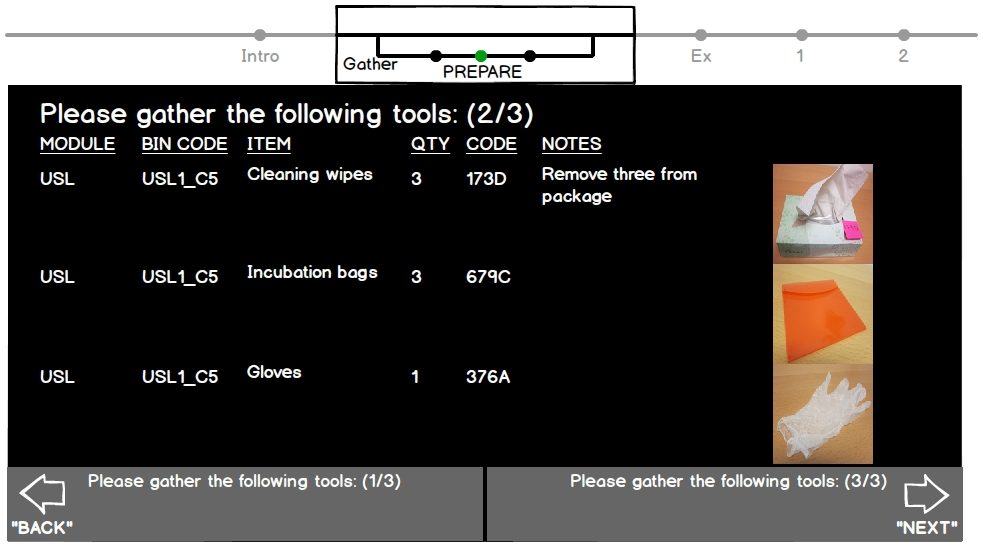 Intro
Gather
PREPARE
Ex
1
2
Please gather the following tools: (2/3)
MODULE BIN CODE ITEM QTY CODE NOTES
USL USL1_C5 Cleaning wipes 3 173D Remove three from
package
USL USL1_C5 Incubation bags 3 679C
USL USL1_C5 Gloves 1 376A
Please gather the following tools: (1/3)
"BACK"
Please gather the following tools: (3/3)
"NEXT"